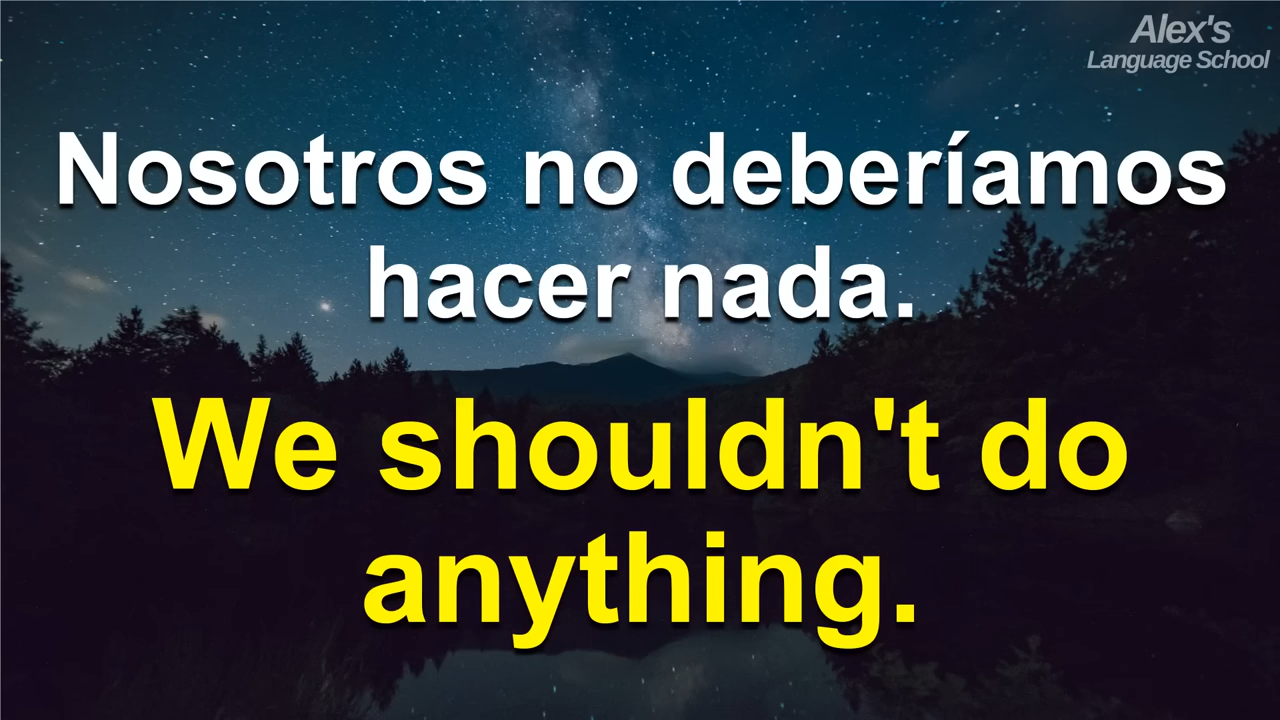 Alex's
Language School
Nosotros no deberíamos
hacer nada.
We shouldn't do
anything.